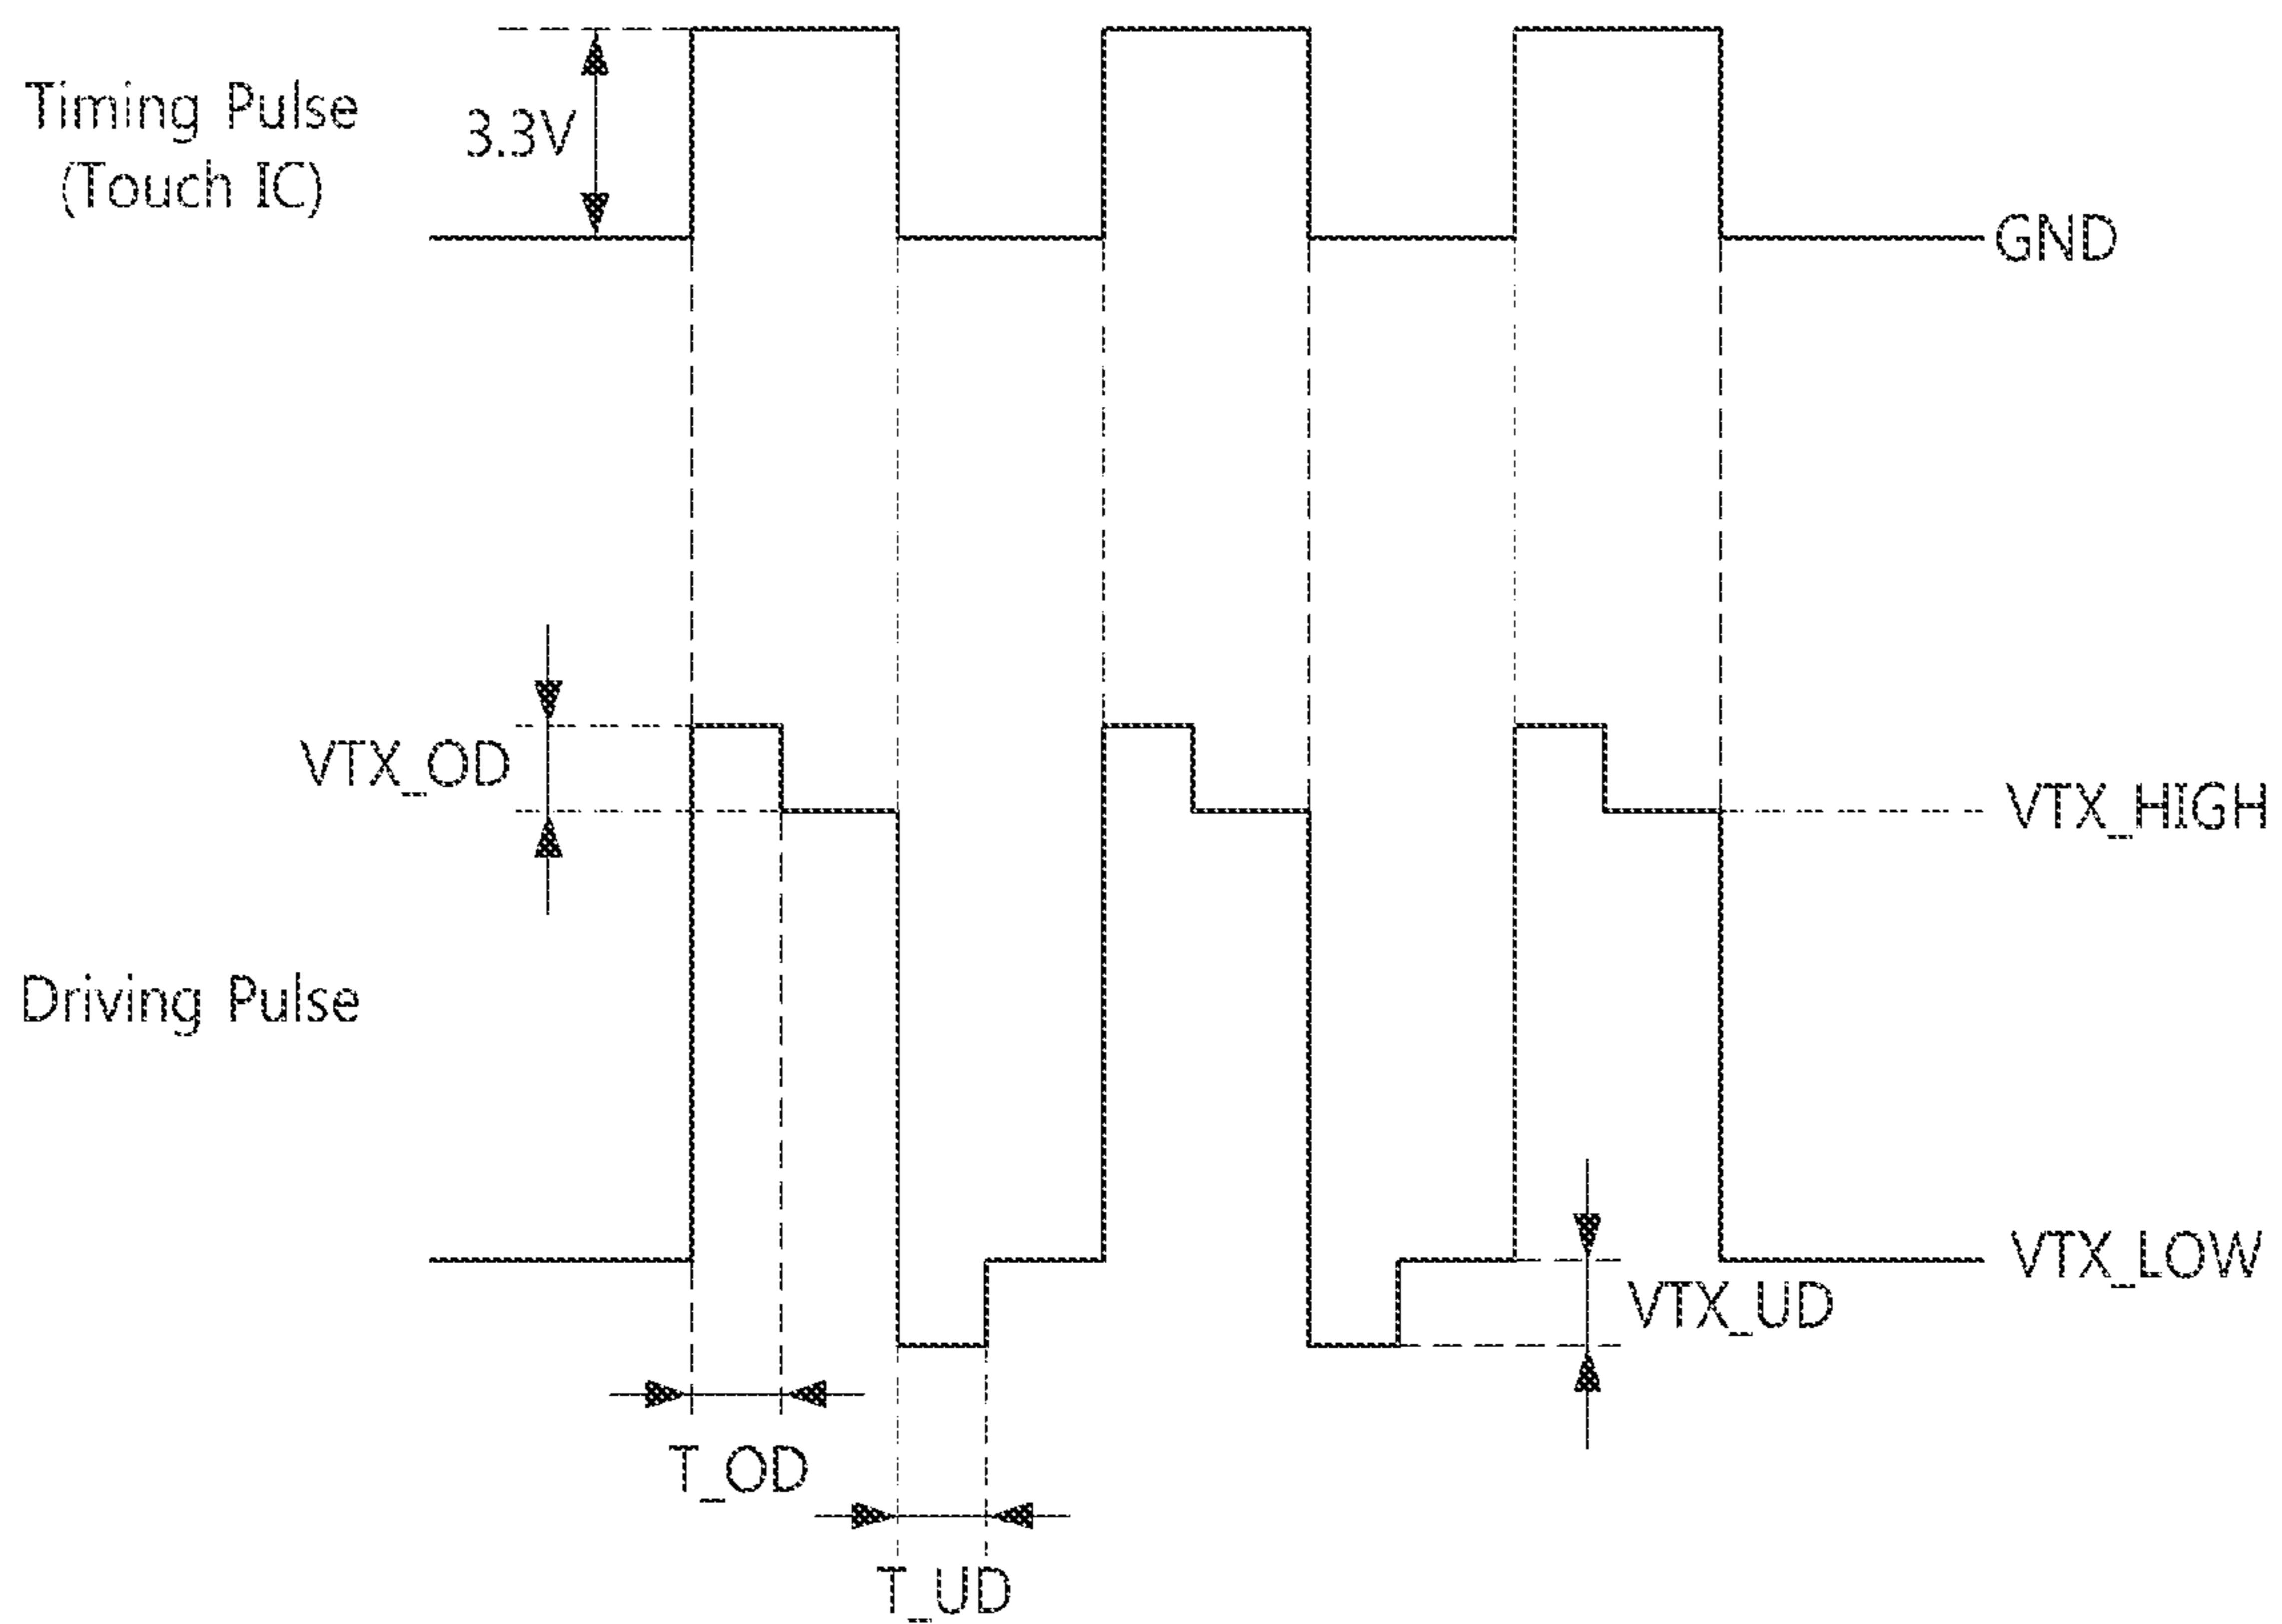 Timing Pulse
(Touch IC)
3.3V
GND
VTX_OD
VTX_HIGH
Driving Pulse
VTX_LOW
VTX_UD
T_OD
T_UD